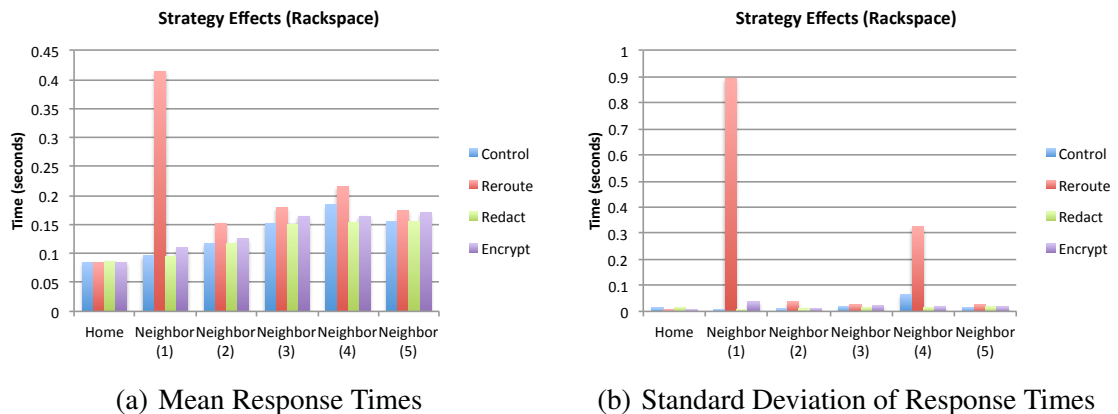 Strategy Effects (Rackspace)
0.45
0.4
0.35
0.3
0.25
0.2
0.15
0.1
0.05
0
Time (seconds)
Home
Neighbor (1)
Neighbor (2)
Neighbor (3)
Neighbor (4)
Neighbor (5)
Control
Reroute
Redact
Encrypt
(a) Mean Response Times
Strategy Effects (Rackspace)
1
0.9
0.8
0.7
0.6
0.5
0.4
0.3
0.2
0.1
0
Time (seconds)
Home
Neighbor (1)
Neighbor (2)
Neighbor (3)
Neighbor (4)
Neighbor (5)
Control
Reroute
Redact
Encrypt
(b) Standard Deviation of Response Times